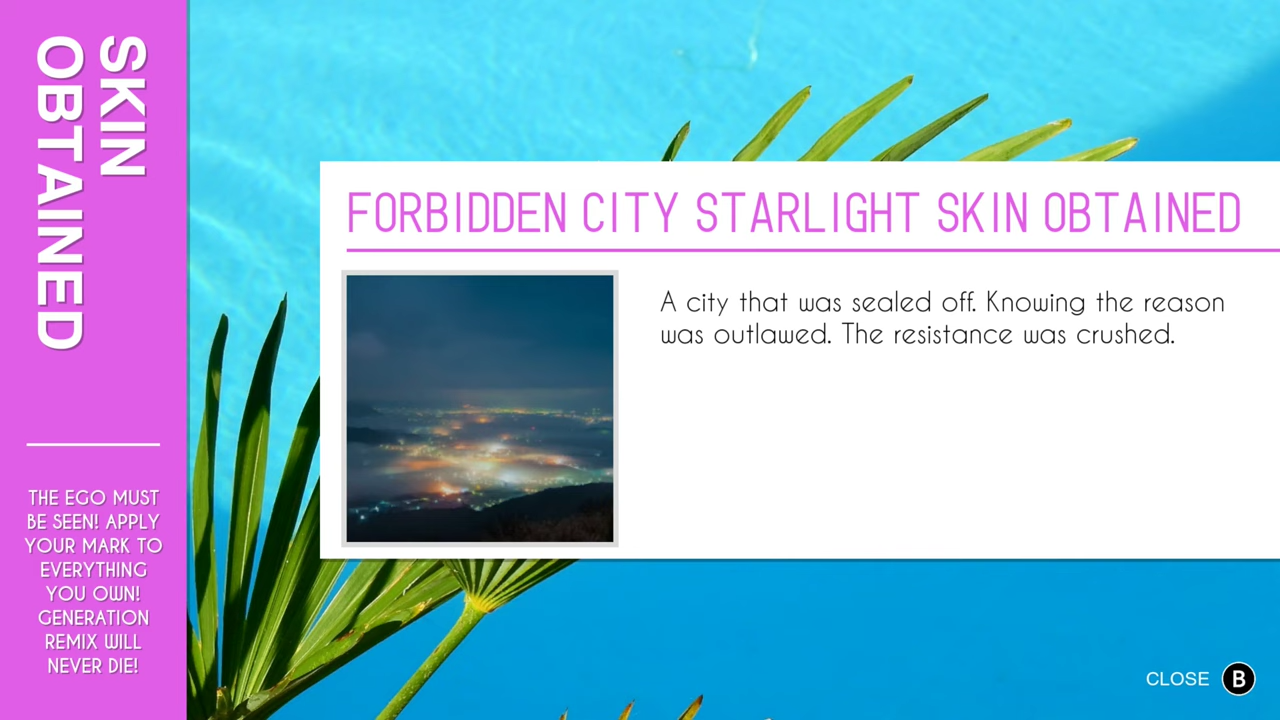 SKIN
OBTAINED
THE EGO MUST
BE SEEN! APPLY
YOUR MARK TO
EVERYTHING
YOU OWN!
GENERATION
REMIX WILL
NEVER DIE!
FORBIDDEN CITY STARLIGHT SKIN OBTAINED
A city that was sealed off. Knowing the reason
was outlawed. The resistance was crushed.
CLOSE B